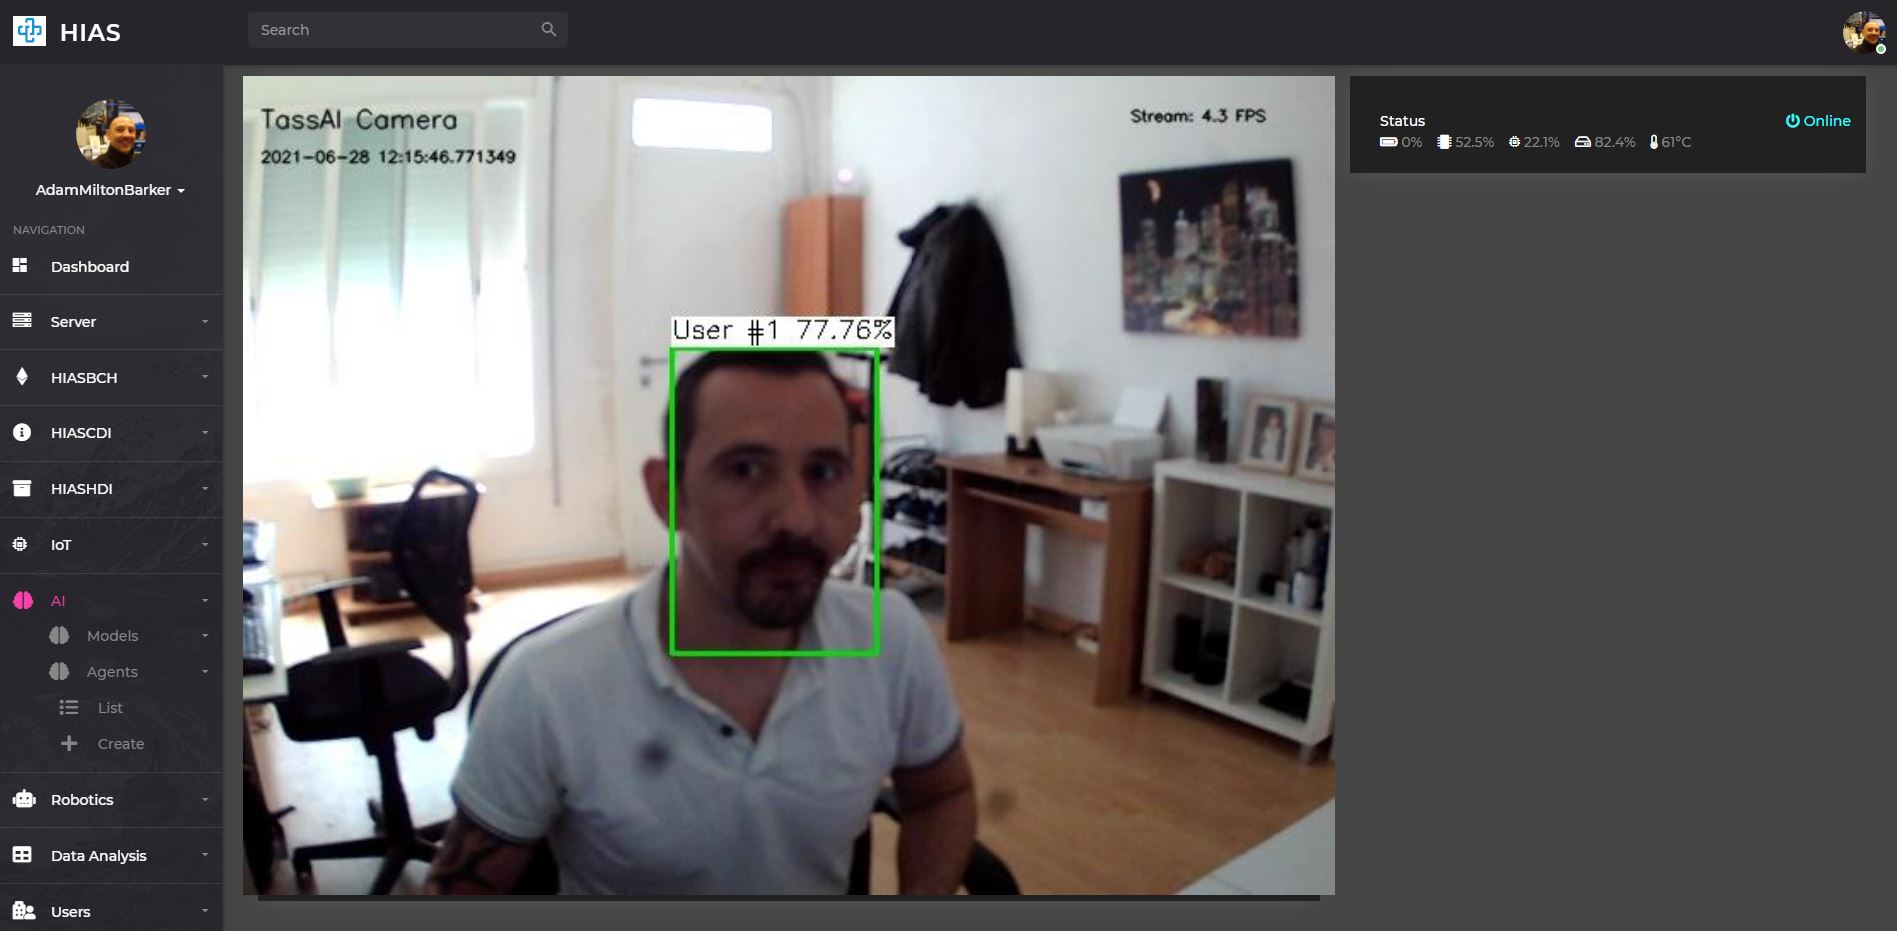 HIAS
Search
AdamMiltonBarker
NAVIGATION
Dashboard
Server
HIASBCH
HIASCDI
HIASHDI
IoT
AI
Models
Agents
List
Create
Robotics
Data Analysis
Users
TassAI Camera
2021-06-28 12:15:46.771349
Stream: 4.3 FPS
User #1 77.76%
Status
Online
0% 52.5% 22.1% 82.4% 61°C